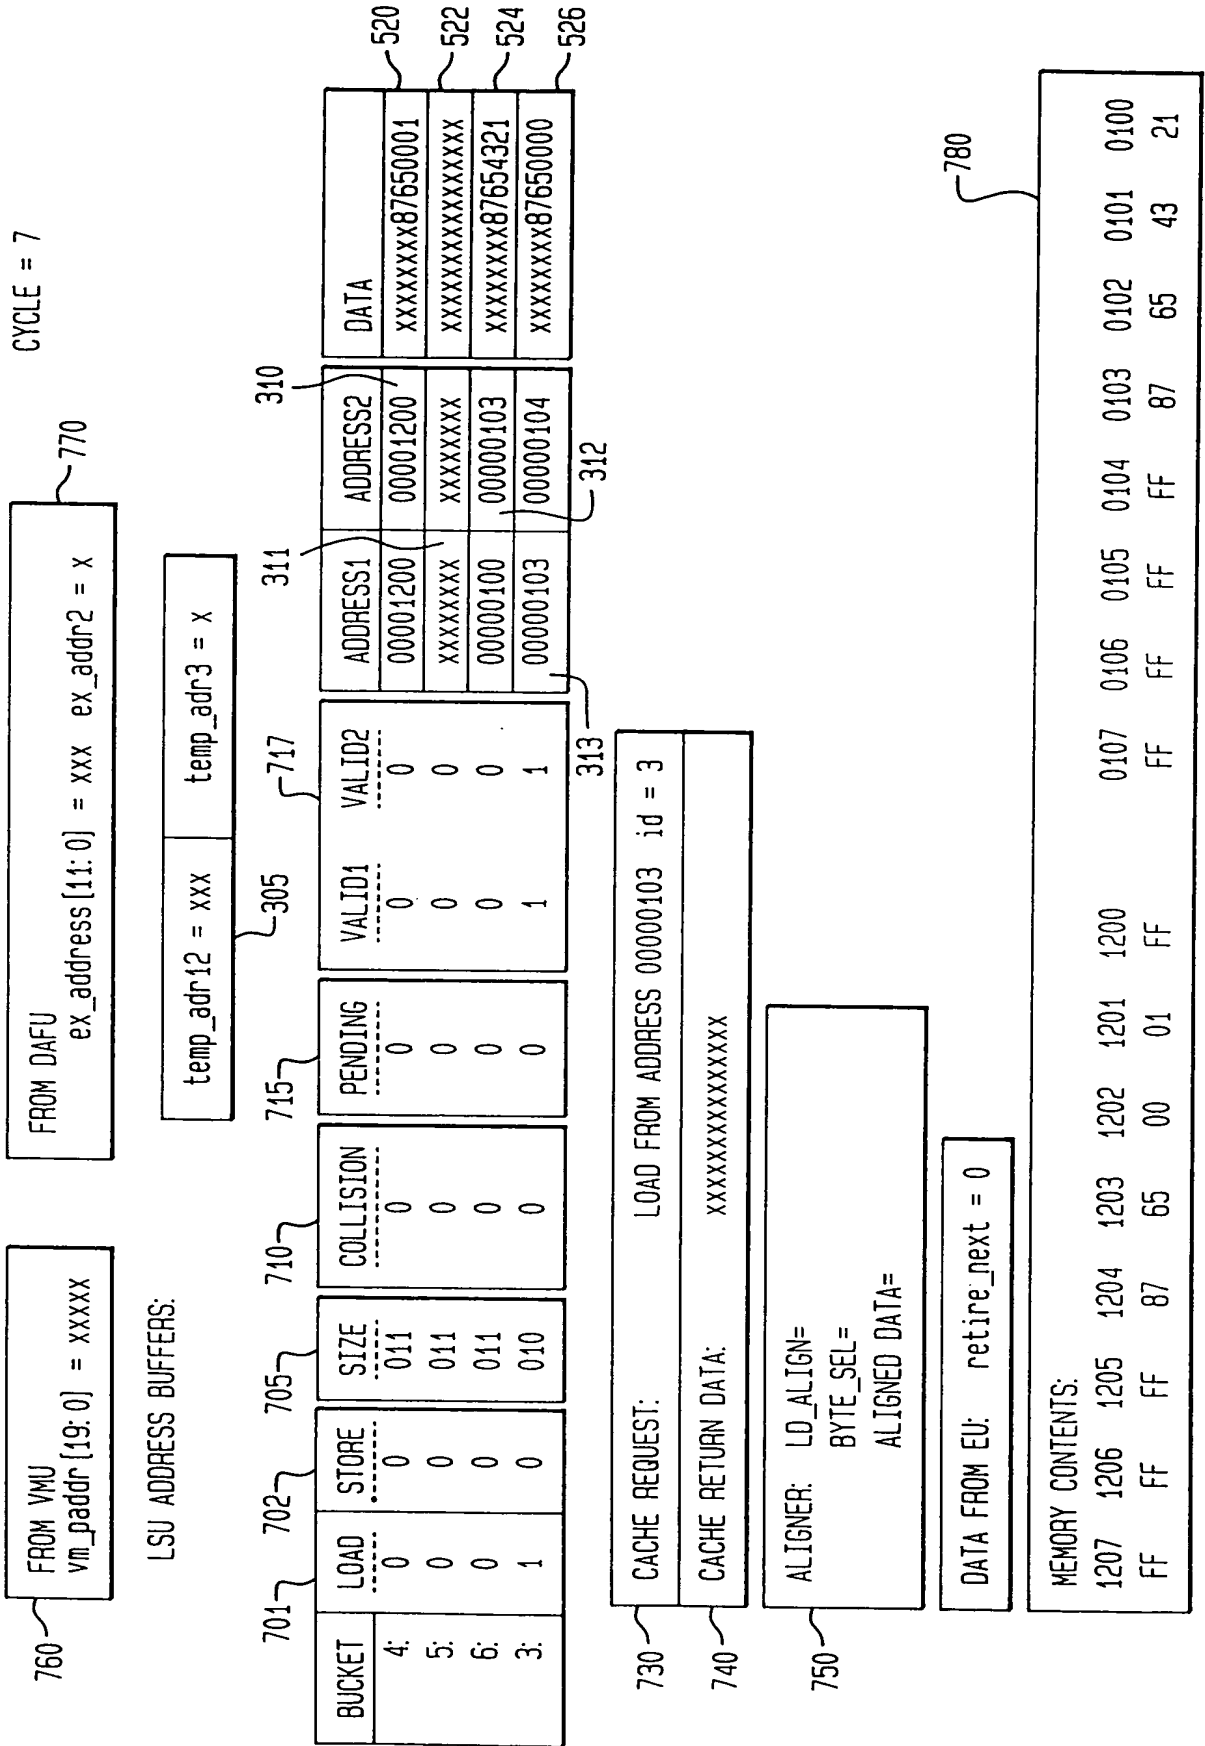 CYCLE = 7
FROM VMU
vm_paddr[19:0] = xxxxx
760
FROM DAFU
ex_address[11:0] = xxx ex_addr2 = x
770
LSU ADDRESS BUFFERS:
temp_adr12 = xxx temp_adr3 = x
305
701 702 705 710 715 717 311 310
BUCKET LOAD STORE SIZE COLLISION PENDING VALID1 VALID2 ADDRESS1 ADDRESS2 DATA
4: 0 0 011 0 0 0 0 00001200 00001200 xxxxxxxx87650001 520
5: 0 0 011 0 0 0 0 xxxxxxxx xxxxxxxx xxxxxxxxxxxxxxxx 522
6: 0 0 011 0 0 0 0 00000100 00000103 xxxxxxxx87654321 524
3: 1 0 010 0 0 1 1 00000103 00000104 xxxxxxxx87650000 526
313 312
730 CACHE REQUEST: LOAD FROM ADDRESS 00000103 id = 3
740 CACHE RETURN DATA: xxxxxxxxxxxxxxxx
750
ALIGNER: LD_ALIGN=
BYTE_SEL=
ALIGNED DATA=
DATA FROM EU: retire_next = 0
780
MEMORY CONTENTS:
1207 1206 1205 1204 1203 1202 1201 1200 0107 0106 0105 0104 0103 0102 0101 0100
FF FF FF 87 65 00 01 FF FF FF FF FF 87 65 43 21